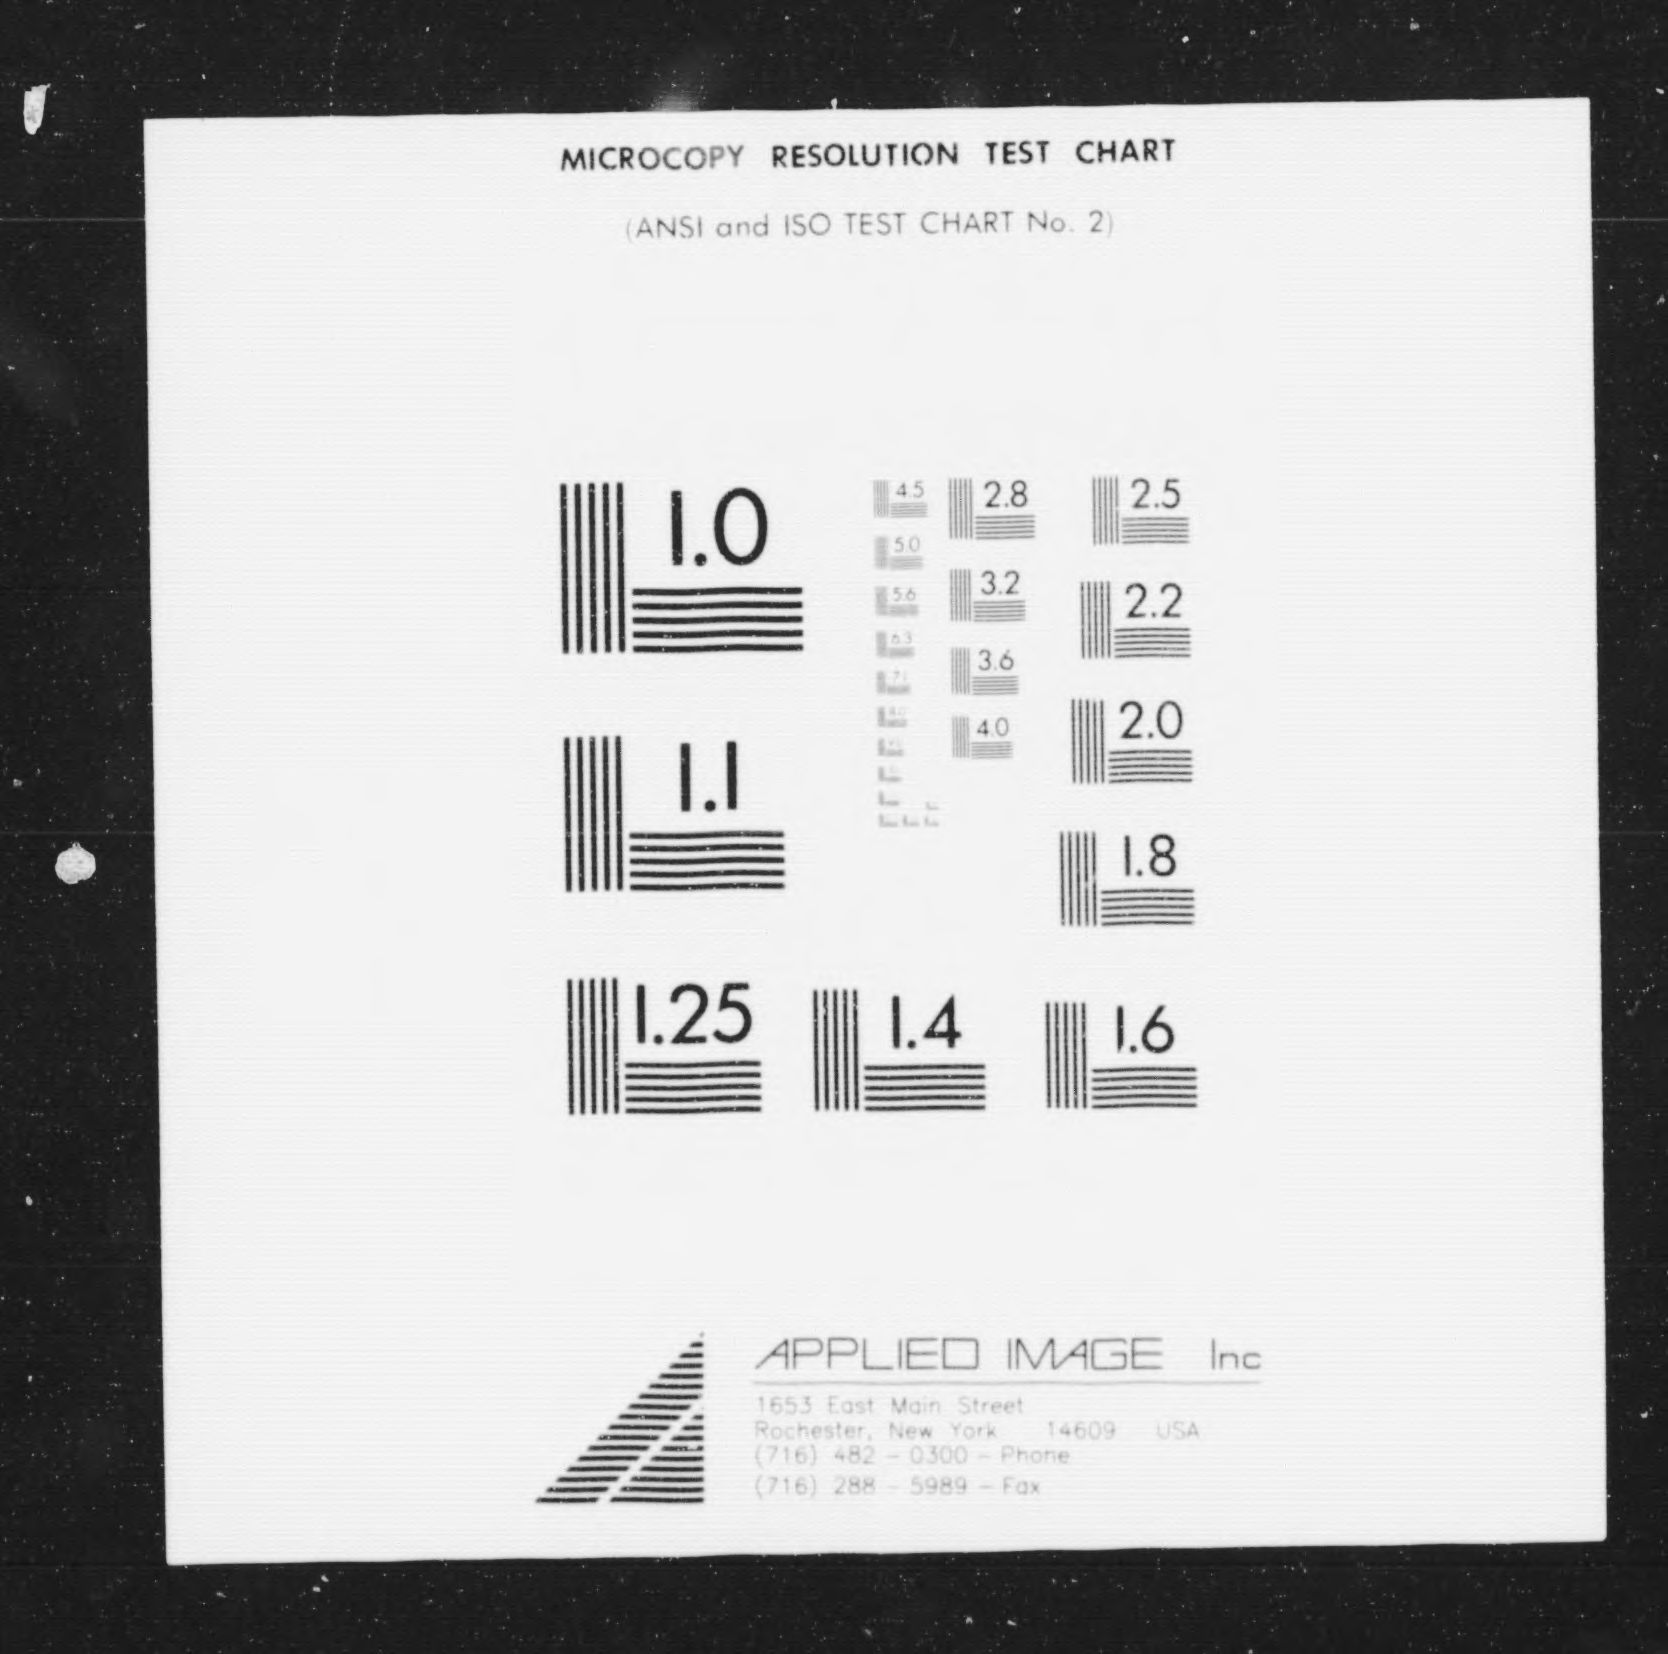 MICROCOPY RESOLUTION TEST CHART
(ANSI and ISO TEST CHART No. 2)
1.0
4.5
2.8
2.5
5.0
3.2
2.2
5.6
6.3
3.6
7.1
2.0
4.0
1.1
1.8
1.25
1.4
1.6
APPLIED IMAGE Inc
1653 East Main Street
Rochester, New York 14609 USA
(716) 482 - 0300 - Phone
(716) 288 - 5989 - Fax